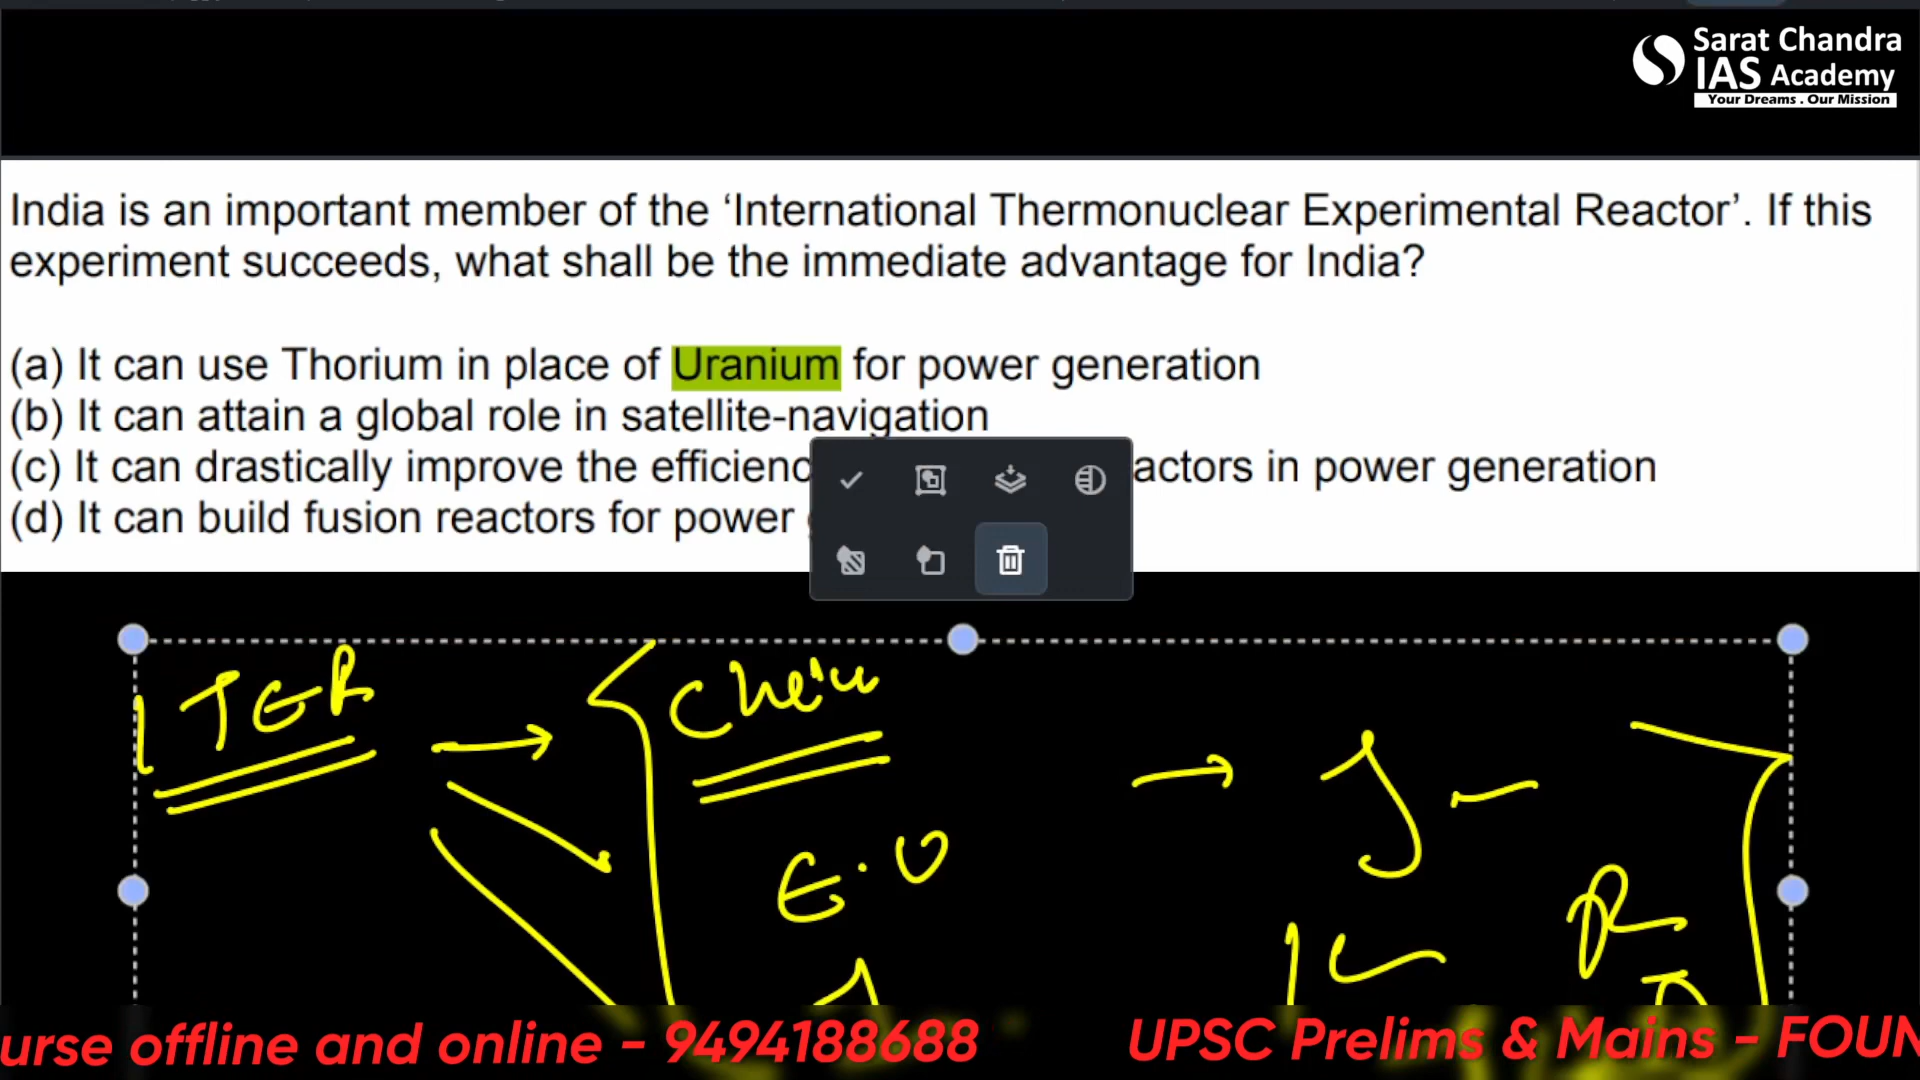 Sarat Chandra
IAS Academy
Your Dreams . Our Mission
India is an important member of the ‘International Thermonuclear Experimental Reactor’. If this
experiment succeeds, what shall be the immediate advantage for India?
(a) It can use Thorium in place of Uranium for power generation
(b) It can attain a global role in satellite-navigation
(c) It can drastically improve the efficienc actors in power generation
(d) It can build fusion reactors for power
ITER
E.U
J
K
R
urse offline and online - 9494188688 UPSC Prelims & Mains - FOUN